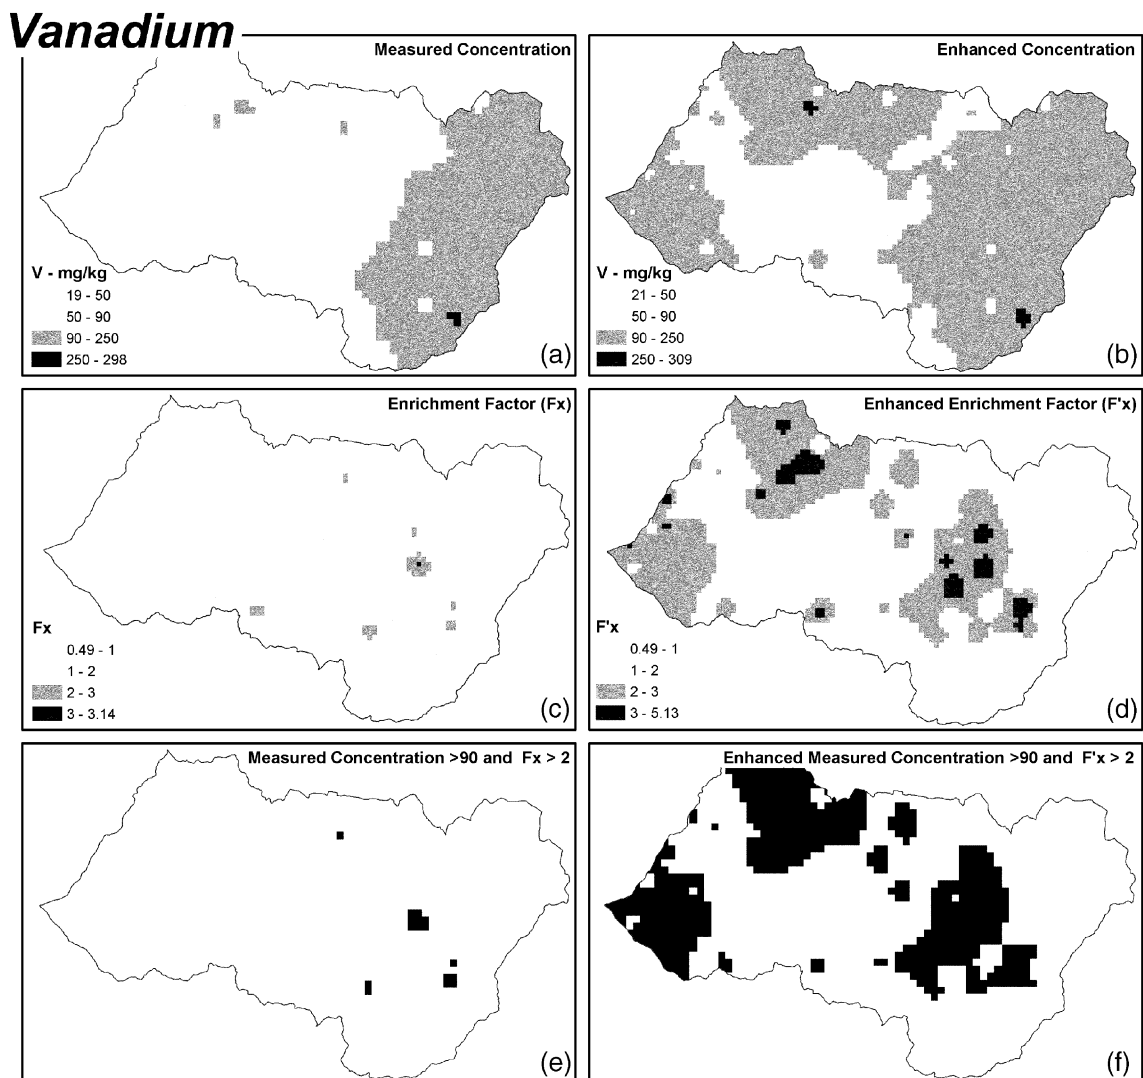 Vanadium
Measured Concentration
V - mg/kg
19 - 50
50 - 90
90 - 250
250 - 298
(a)
Enhanced Concentration
V - mg/kg
21 - 50
50 - 90
90 - 250
250 - 309
(b)
Enrichment Factor (Fx)
Fx
0.49 - 1
1 - 2
2 - 3
3 - 3.14
(c)
Enhanced Enrichment Factor (F'x)
F'x
0.49 - 1
1 - 2
2 - 3
3 - 5.13
(d)
Measured Concentration >90 and Fx > 2
(e)
Enhanced Measured Concentration >90 and F'x > 2
(f)